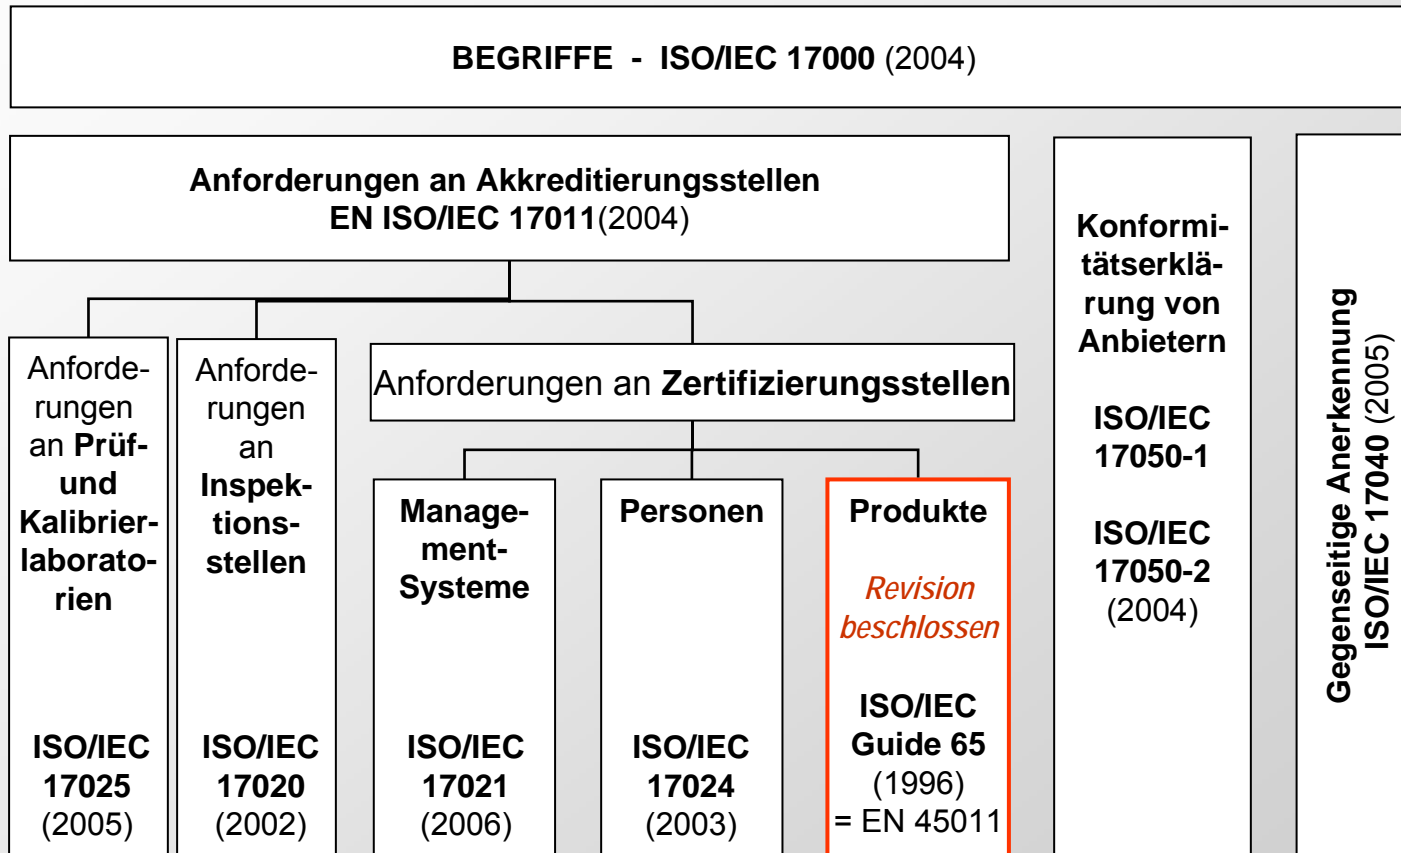 BEGRIFFE - ISO/IEC 17000 (2004)
Anforderungen an Akkreditierungsstellen
EN ISO/IEC 17011(2004)
Anforde-
rungen
an Prüf-
und
Kalibrier-
laborato-
rien
ISO/IEC
17025
(2005)
Anforde-
rungen
an
Inspek-
tions-
stellen
ISO/IEC
17020
(2002)
Anforderungen an Zertifizierungsstellen
Manage-
ment-
Systeme
ISO/IEC
17021
(2006)
Personen
ISO/IEC
17024
(2003)
Produkte
Revision
beschlossen
ISO/IEC
Guide 65
(1996)
= EN 45011
Konformi-
tätserklä-
rung von
Anbietern
ISO/IEC
17050-1
ISO/IEC
17050-2
(2004)
Gegenseitige Anerkennung
ISO/IEC 17040 (2005)